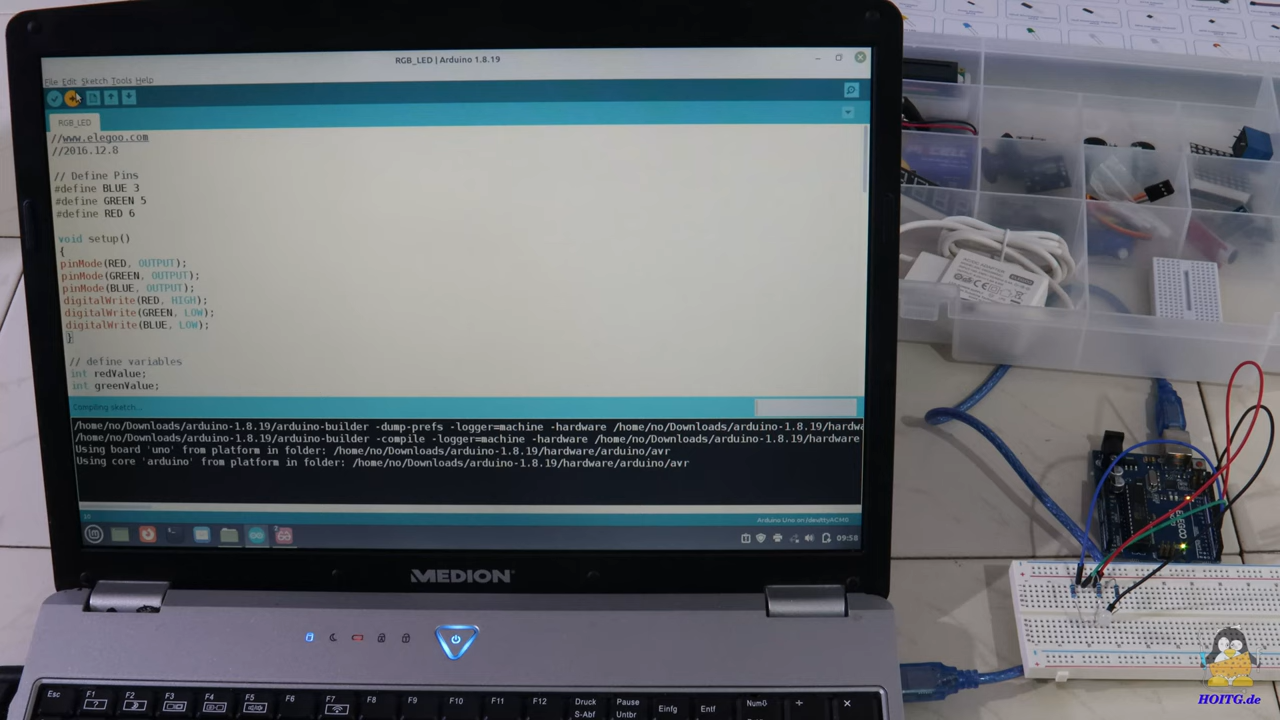 RGB_LED | Arduino 1.8.19
File Edit Sketch Tools Help
RGB_LED
//www.elegoo.com
//2016.12.8
// Define Pins
#define BLUE 3
#define GREEN 5
#define RED 6
void setup()
{
pinMode(RED, OUTPUT);
pinMode(GREEN, OUTPUT);
pinMode(BLUE, OUTPUT);
digitalWrite(RED, HIGH);
digitalWrite(GREEN, LOW);
digitalWrite(BLUE, LOW);
}
// define variables
int redValue;
int greenValue;
Compiling sketch...
/home/no/Downloads/arduino-1.8.19/arduino-builder -dump-prefs -logger=machine -hardware /home/no/Downloads/arduino-1.8.19/hardwa
/home/no/Downloads/arduino-1.8.19/arduino-builder -compile -logger=machine -hardware /home/no/Downloads/arduino-1.8.19/hardware
Using board 'uno' from platform in folder: /home/no/Downloads/arduino-1.8.19/hardware/arduino/avr
Using core 'arduino' from platform in folder: /home/no/Downloads/arduino-1.8.19/hardware/arduino/avr
Arduino Uno on /dev/ttyACM0
09:58
MEDION
Esc F1 F2 F3 F4 F5 F6 F7 F8 F9 F10 F11 F12 Druck Pause Einfg Entf Num
S-Abf Untbr
ELEGOO
HOITG.de